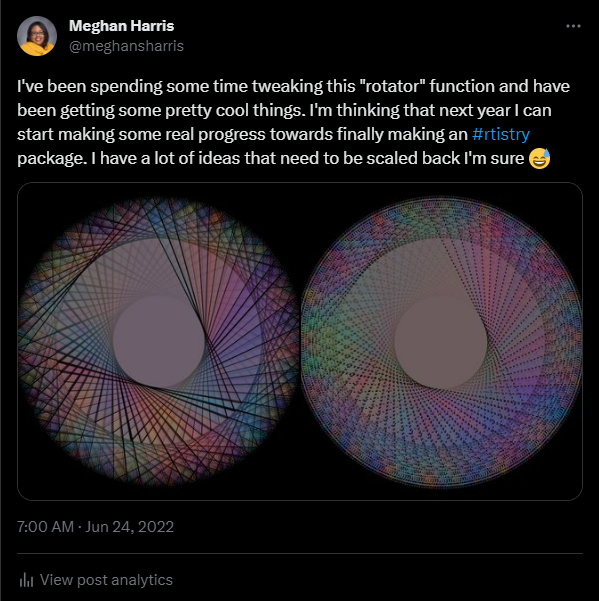 Meghan Harris
@meghansharris
I've been spending some time tweaking this "rotator" function and have
been getting some pretty cool things. I'm thinking that next year I can
start making some real progress towards finally making an #rtistry
package. I have a lot of ideas that need to be scaled back I'm sure 😅
7:00 AM · Jun 24, 2022
View post analytics